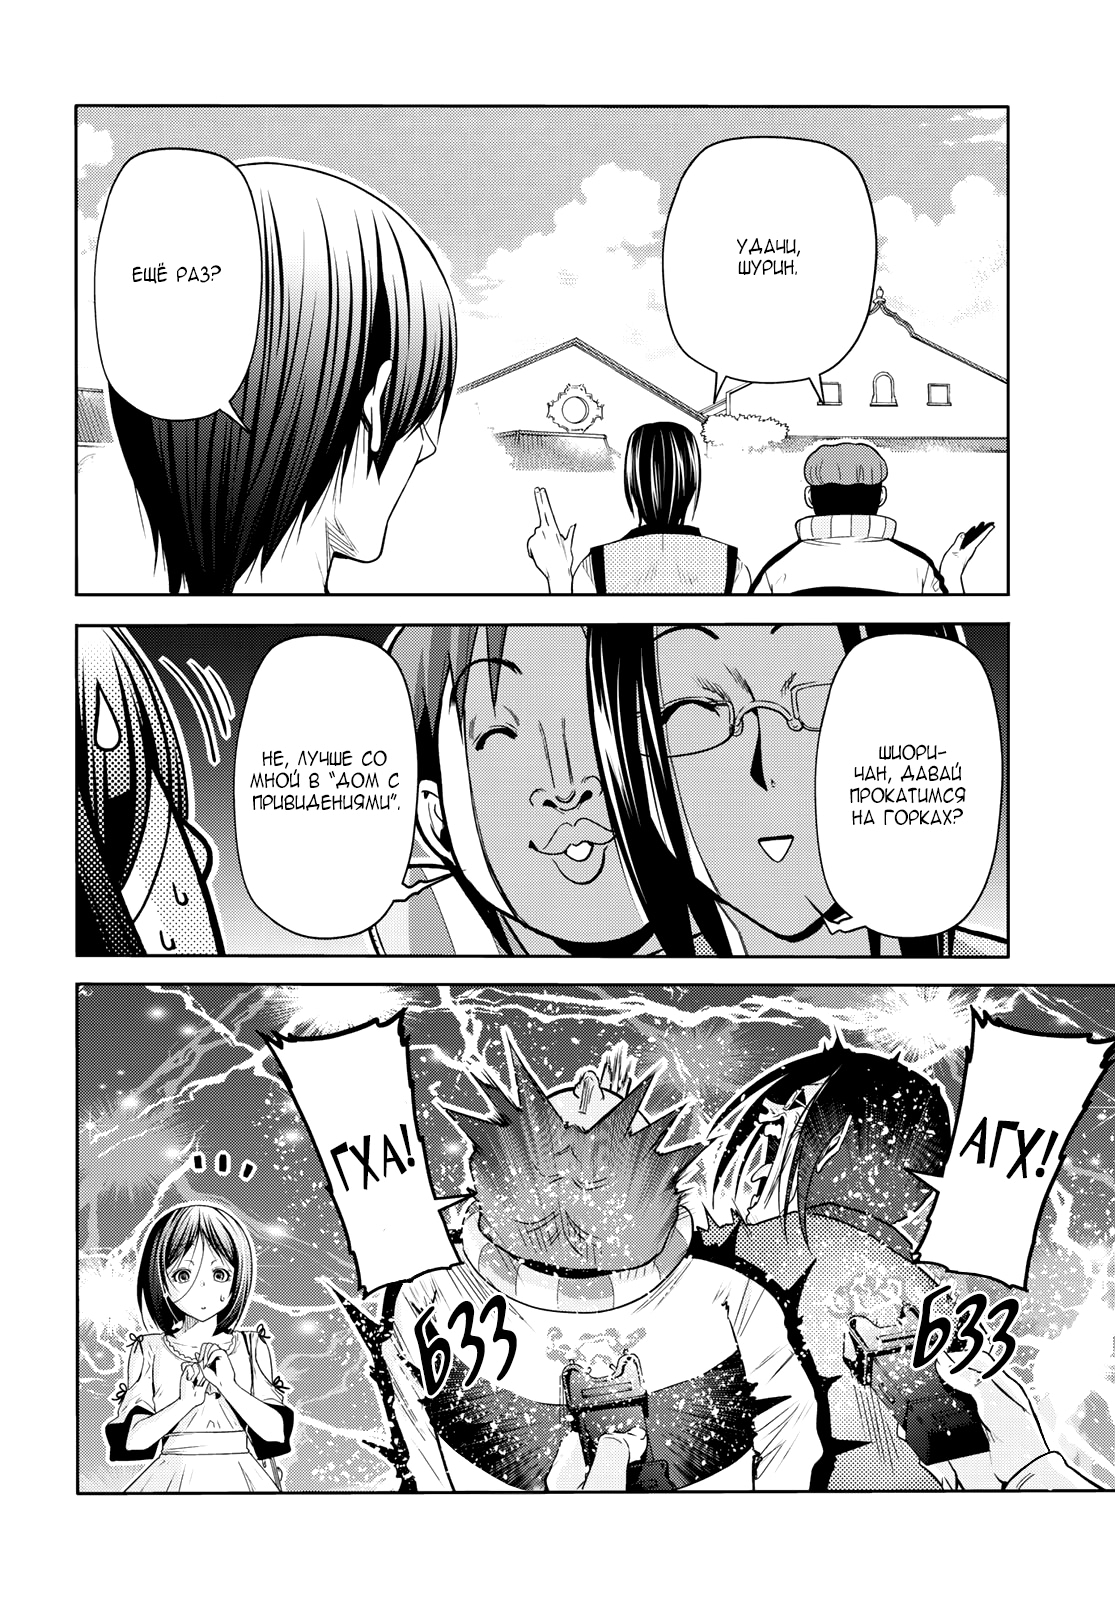 УДАЧИ,
ШУРИН.
ЕЩЁ РАЗ?
ШИОРИ-
ЧАН, ДАВАЙ
ПРОКАТИМСЯ
НА ГОРКАХ?
НЕ, ЛУЧШЕ СО
МНОЙ В "ДОМ С
ПРИВИДЕНИЯМИ".
АГХ!
ГХА!
БЗЗ
БЗЗ